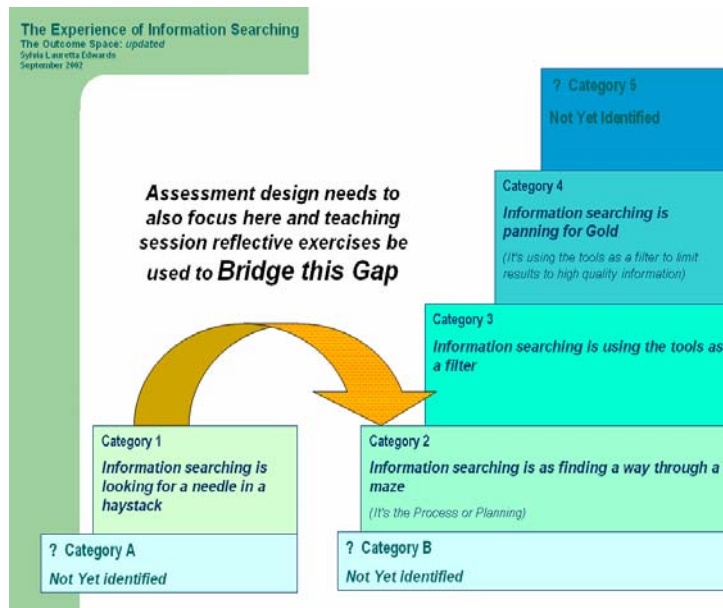 The Experience of Information Searching
The Outcome Space: updated
Sylvia Lauretta Edwards
September 2002
? Category 5
Not Yet Identified
Assessment design needs to
also focus here and teaching
session reflective exercises be
used to Bridge this Gap
Category 4
Information searching is
panning for Gold
(It's using the tools as a filter to limit
results to high quality information)
Category 3
Information searching is using the tools as
a filter
Category 1
Information searching is
looking for a needle in a
haystack
Category 2
Information searching is as finding a way through a
maze
(It's the Process or Planning)
? Category A
Not Yet identified
? Category B
Not Yet Identified